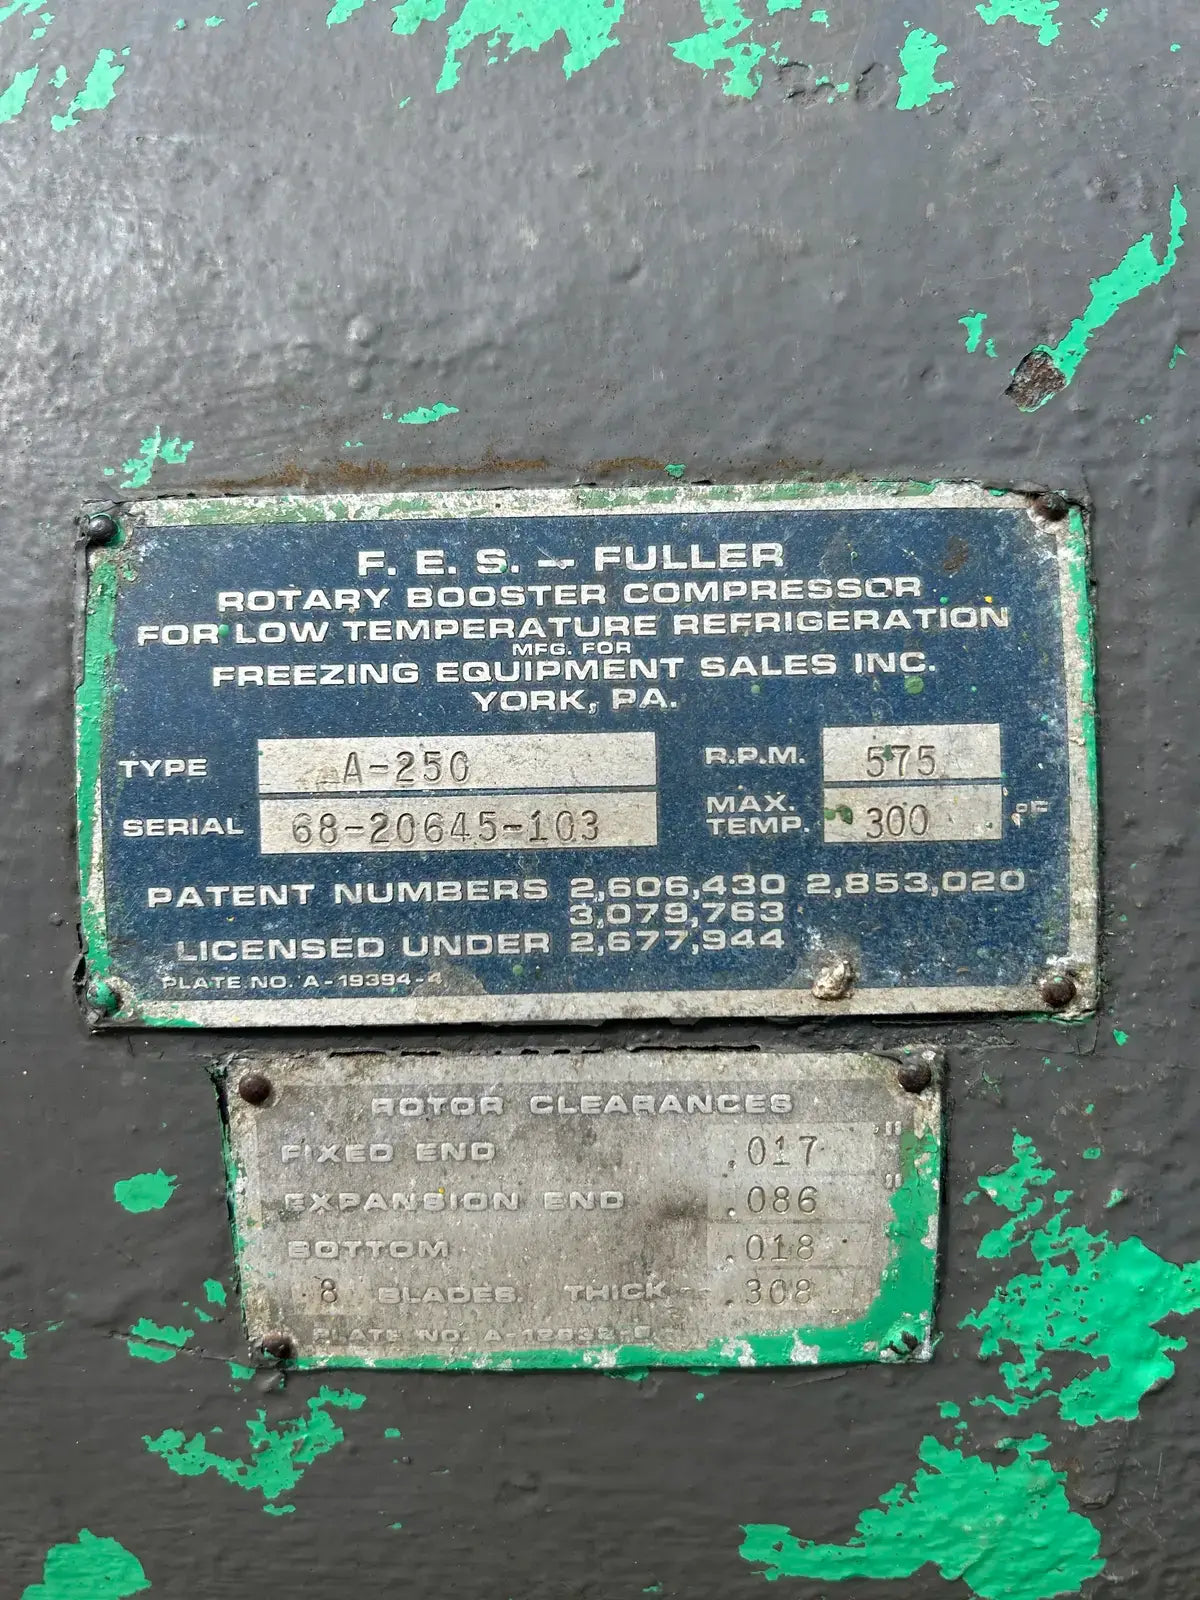 F. E. S. - FULLER
ROTARY BOOSTER COMPRESSOR
FOR LOW TEMPERATURE REFRIGERATION
MFG. FOR
FREEZING EQUIPMENT SALES INC.
YORK, PA.
TYPE A-250 R.P.M. 575
SERIAL 68-20645-103 MAX. TEMP. 300 °F
PATENT NUMBERS 2,606,430 2,853,020
3,079,763
LICENSED UNDER 2,677,944
PLATE NO. A-19394-4
ROTOR CLEARANCES
FIXED END .017"
EXPANSION END .086"
BOTTOM .018
8 BLADES. THICK .308
PLATE NO.